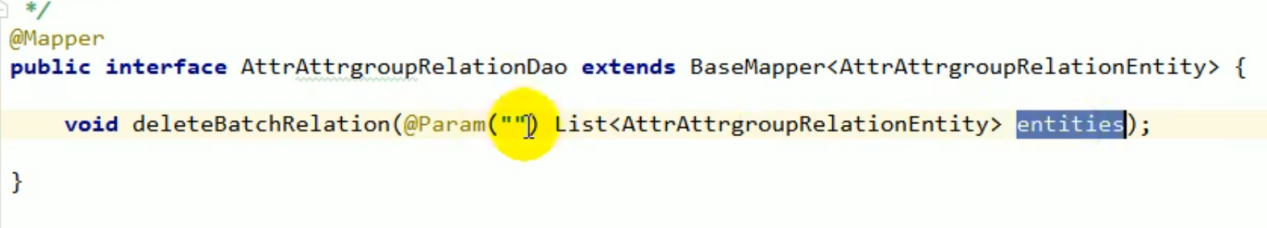 */
@Mapper
public interface AttrAttrgroupRelationDao extends BaseMapper<AttrAttrgroupRelationEntity> {
void deleteBatchRelation(@Param("") List<AttrAttrgroupRelationEntity> entities);
}